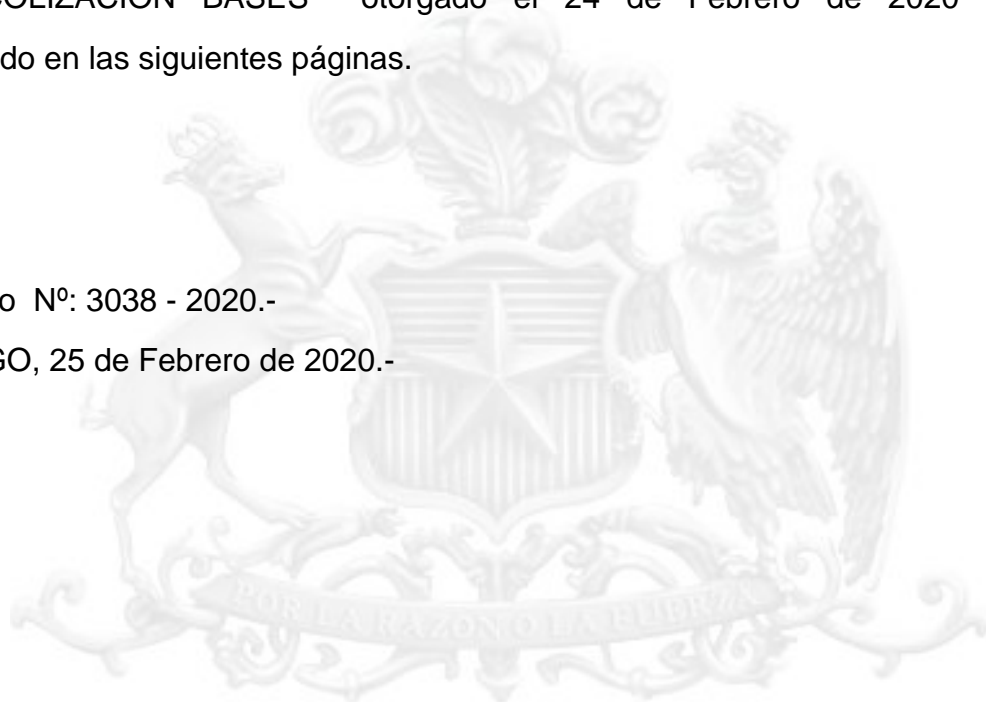 COLIZACION BASES otorgado el 24 de Febrero de 2020
do en las siguientes páginas.
o Nº: 3038 - 2020.-
GO, 25 de Febrero de 2020.-
POR LA RAZON O LA FUERZA